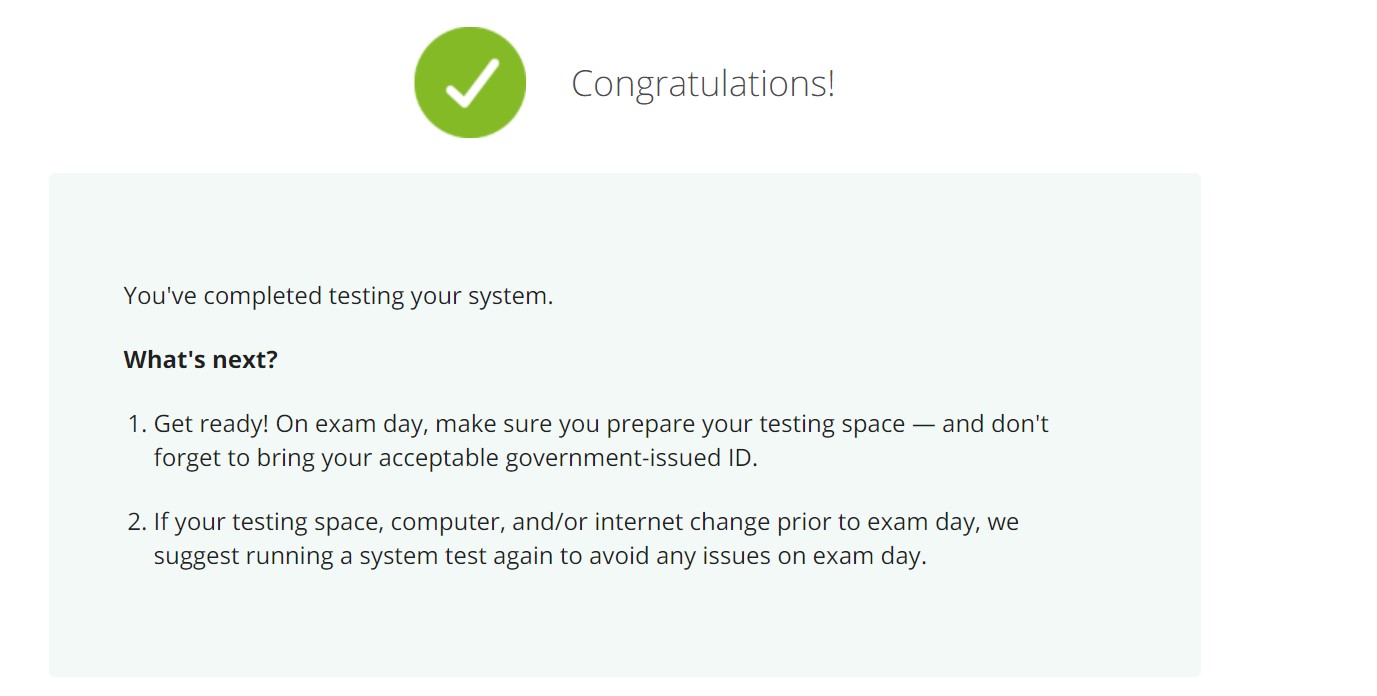 Congratulations!
You've completed testing your system.
What's next?
1. Get ready! On exam day, make sure you prepare your testing space — and don't
forget to bring your acceptable government-issued ID.
2. If your testing space, computer, and/or internet change prior to exam day, we
suggest running a system test again to avoid any issues on exam day.